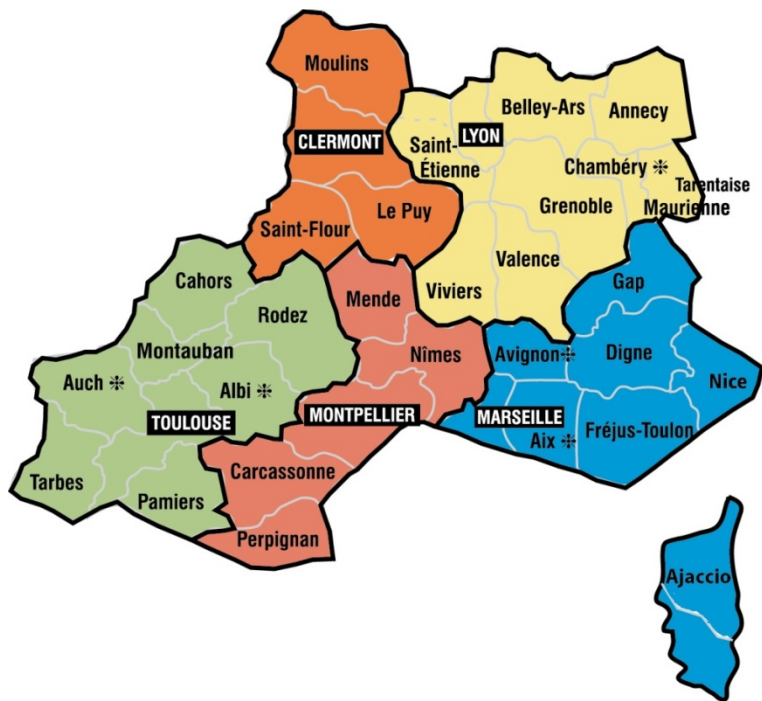 Moulins
CLERMONT
Saint-Flour
Le Puy
Belley-Ars
Annecy
LYON
Saint-
Étienne
Chambéry ❉
Tarentaise
Maurienne
Grenoble
Valence
Viviers
Cahors
Rodez
Montauban
Auch ❉
Albi ❉
TOULOUSE
Tarbes
Pamiers
Mende
Nîmes
MONTPELLIER
Carcassonne
Perpignan
Gap
Avignon ❉
Digne
Nice
MARSEILLE
Aix ❉
Fréjus-Toulon
Ajaccio